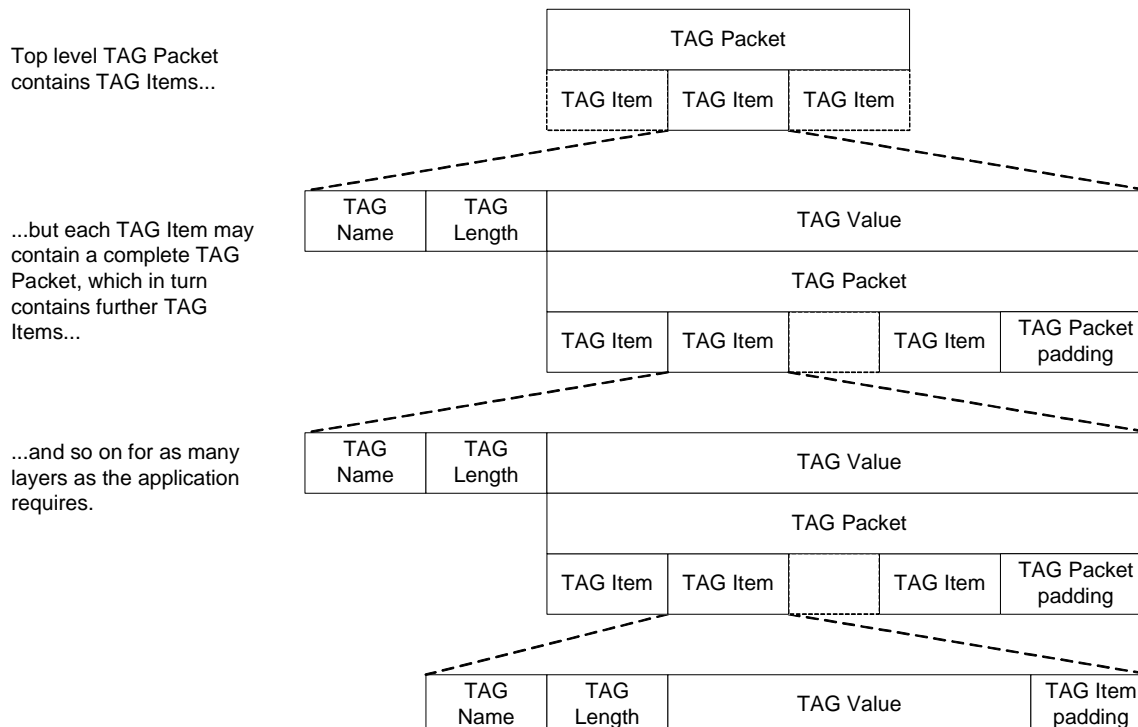 Top level TAG Packet
contains TAG Items...
TAG Packet
TAG Item TAG Item TAG Item
...but each TAG Item may
contain a complete TAG
Packet, which in turn
contains further TAG
Items...
TAG
Name
TAG
Length
TAG Value
TAG Packet
TAG Item TAG Item TAG Item
TAG Packet
padding
...and so on for as many
layers as the application
requires.
TAG
Name
TAG
Length
TAG Value
TAG Packet
TAG Item TAG Item TAG Item
TAG Packet
padding
TAG
Name
TAG
Length
TAG Value
TAG Item
padding